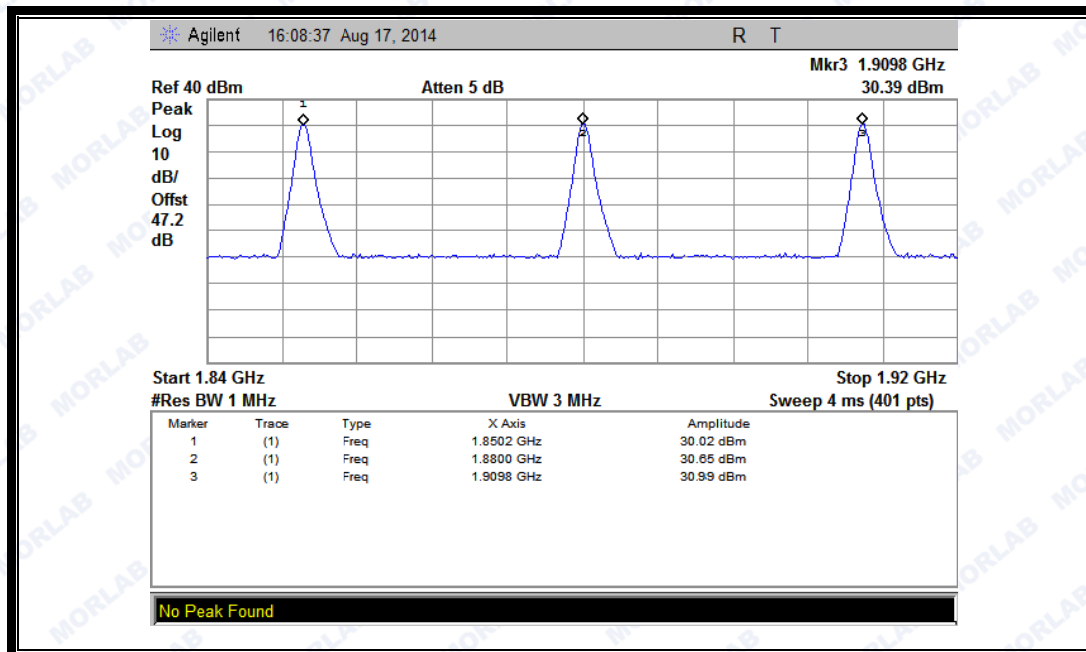 Agilent 16:08:37 Aug 17, 2014 R T
Mkr3 1.9098 GHz
Ref 40 dBm Atten 5 dB 30.39 dBm
Peak
Log
10
dB/
Offst
47.2
dB
1
2
3
Start 1.84 GHz Stop 1.92 GHz
#Res BW 1 MHz VBW 3 MHz Sweep 4 ms (401 pts)
Marker Trace Type X Axis Amplitude
1 (1) Freq 1.8502 GHz 30.02 dBm
2 (1) Freq 1.8800 GHz 30.65 dBm
3 (1) Freq 1.9098 GHz 30.99 dBm
No Peak Found
MORLAB